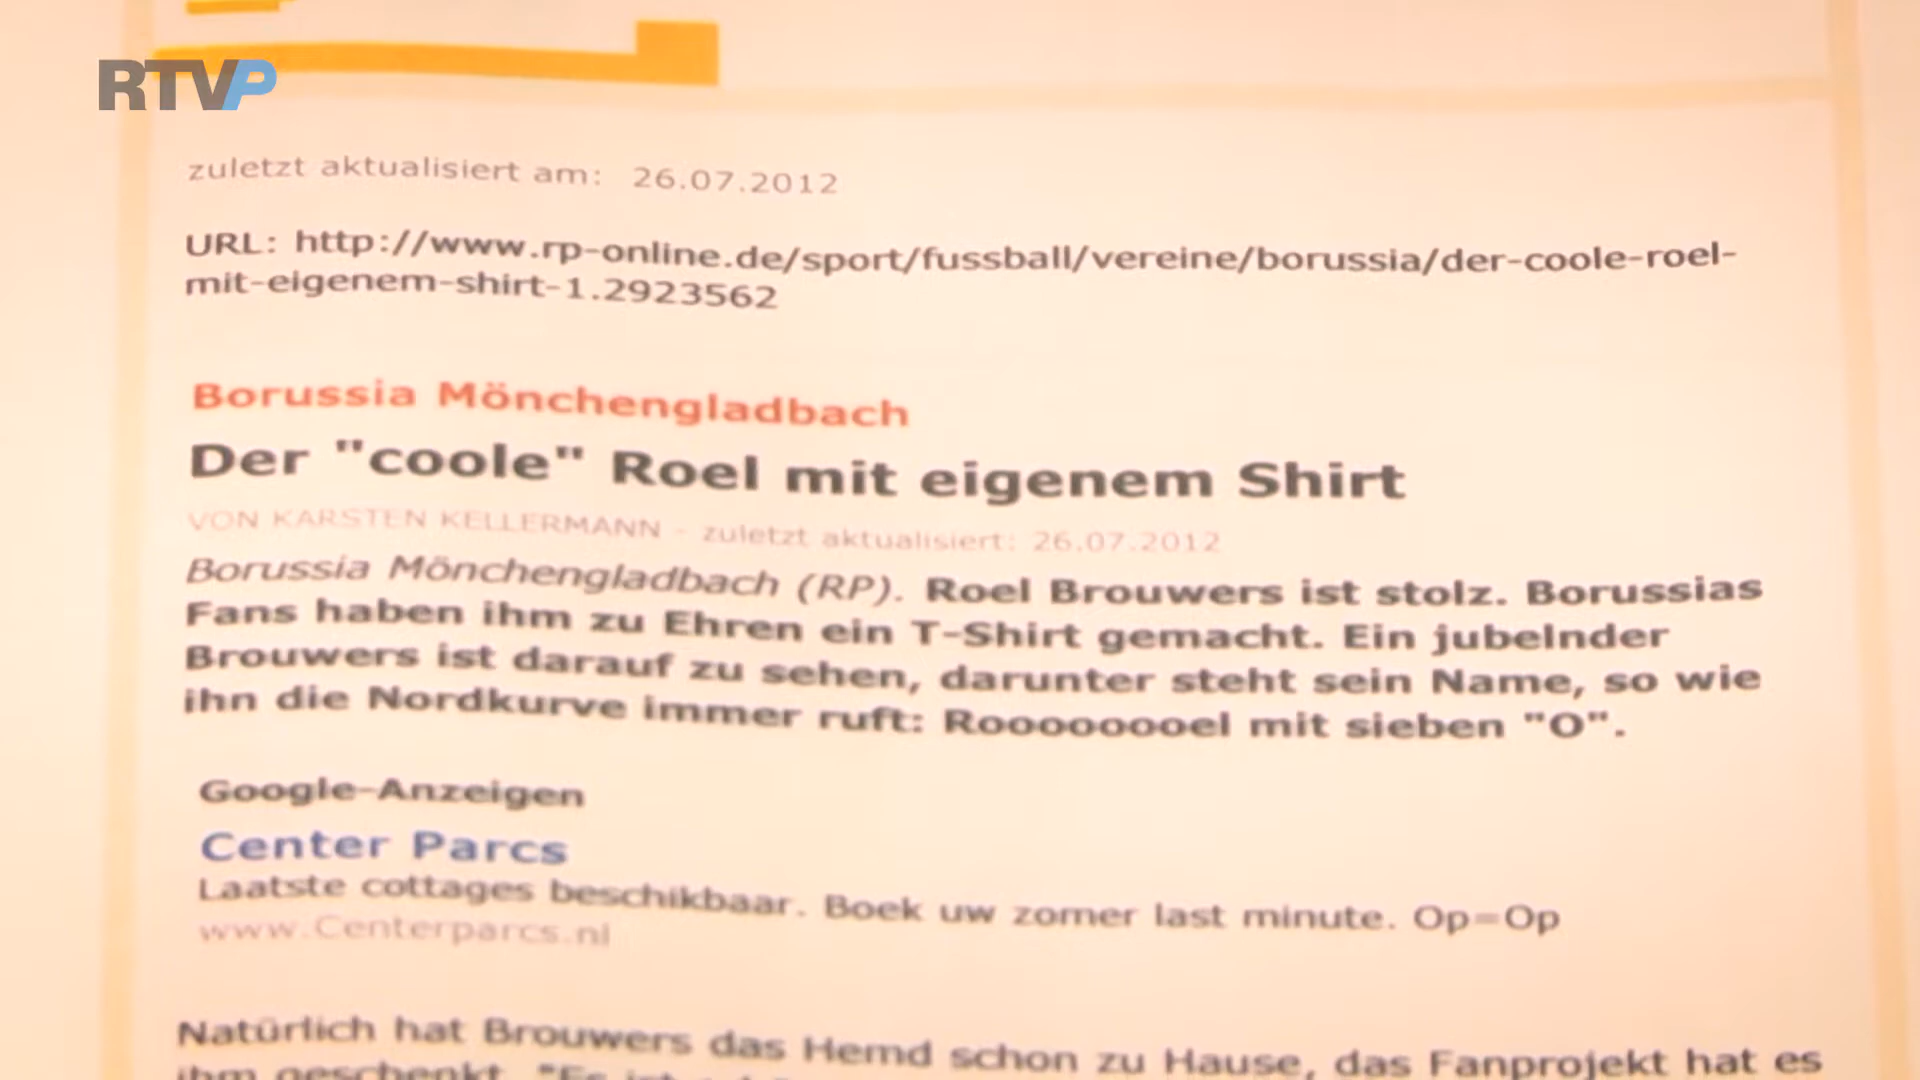 RTVP
zuletzt aktualisiert am: 26.07.2012
URL: http://www.rp-online.de/sport/fussball/vereine/borussia/der-coole-roel-
mit-eigenem-shirt-1.2923562
Borussia Mönchengladbach
Der "coole" Roel mit eigenem Shirt
VON KARSTEN KELLERMANN - zuletzt aktualisiert: 26.07.2012
Borussia Mönchengladbach (RP). Roel Brouwers ist stolz. Borussias
Fans haben ihm zu Ehren ein T-Shirt gemacht. Ein jubelnder
Brouwers ist darauf zu sehen, darunter steht sein Name, so wie
ihn die Nordkurve immer ruft: Roooooooel mit sieben "O".
Google-Anzeigen
Center Parcs
Laatste cottages beschikbaar. Boek uw zomer last minute. Op=Op
www.Centerparcs.nl
Natürlich hat Brouwers das Hemd schon zu Hause, das Fanprojekt hat es
ihm geschenkt. "Es ist